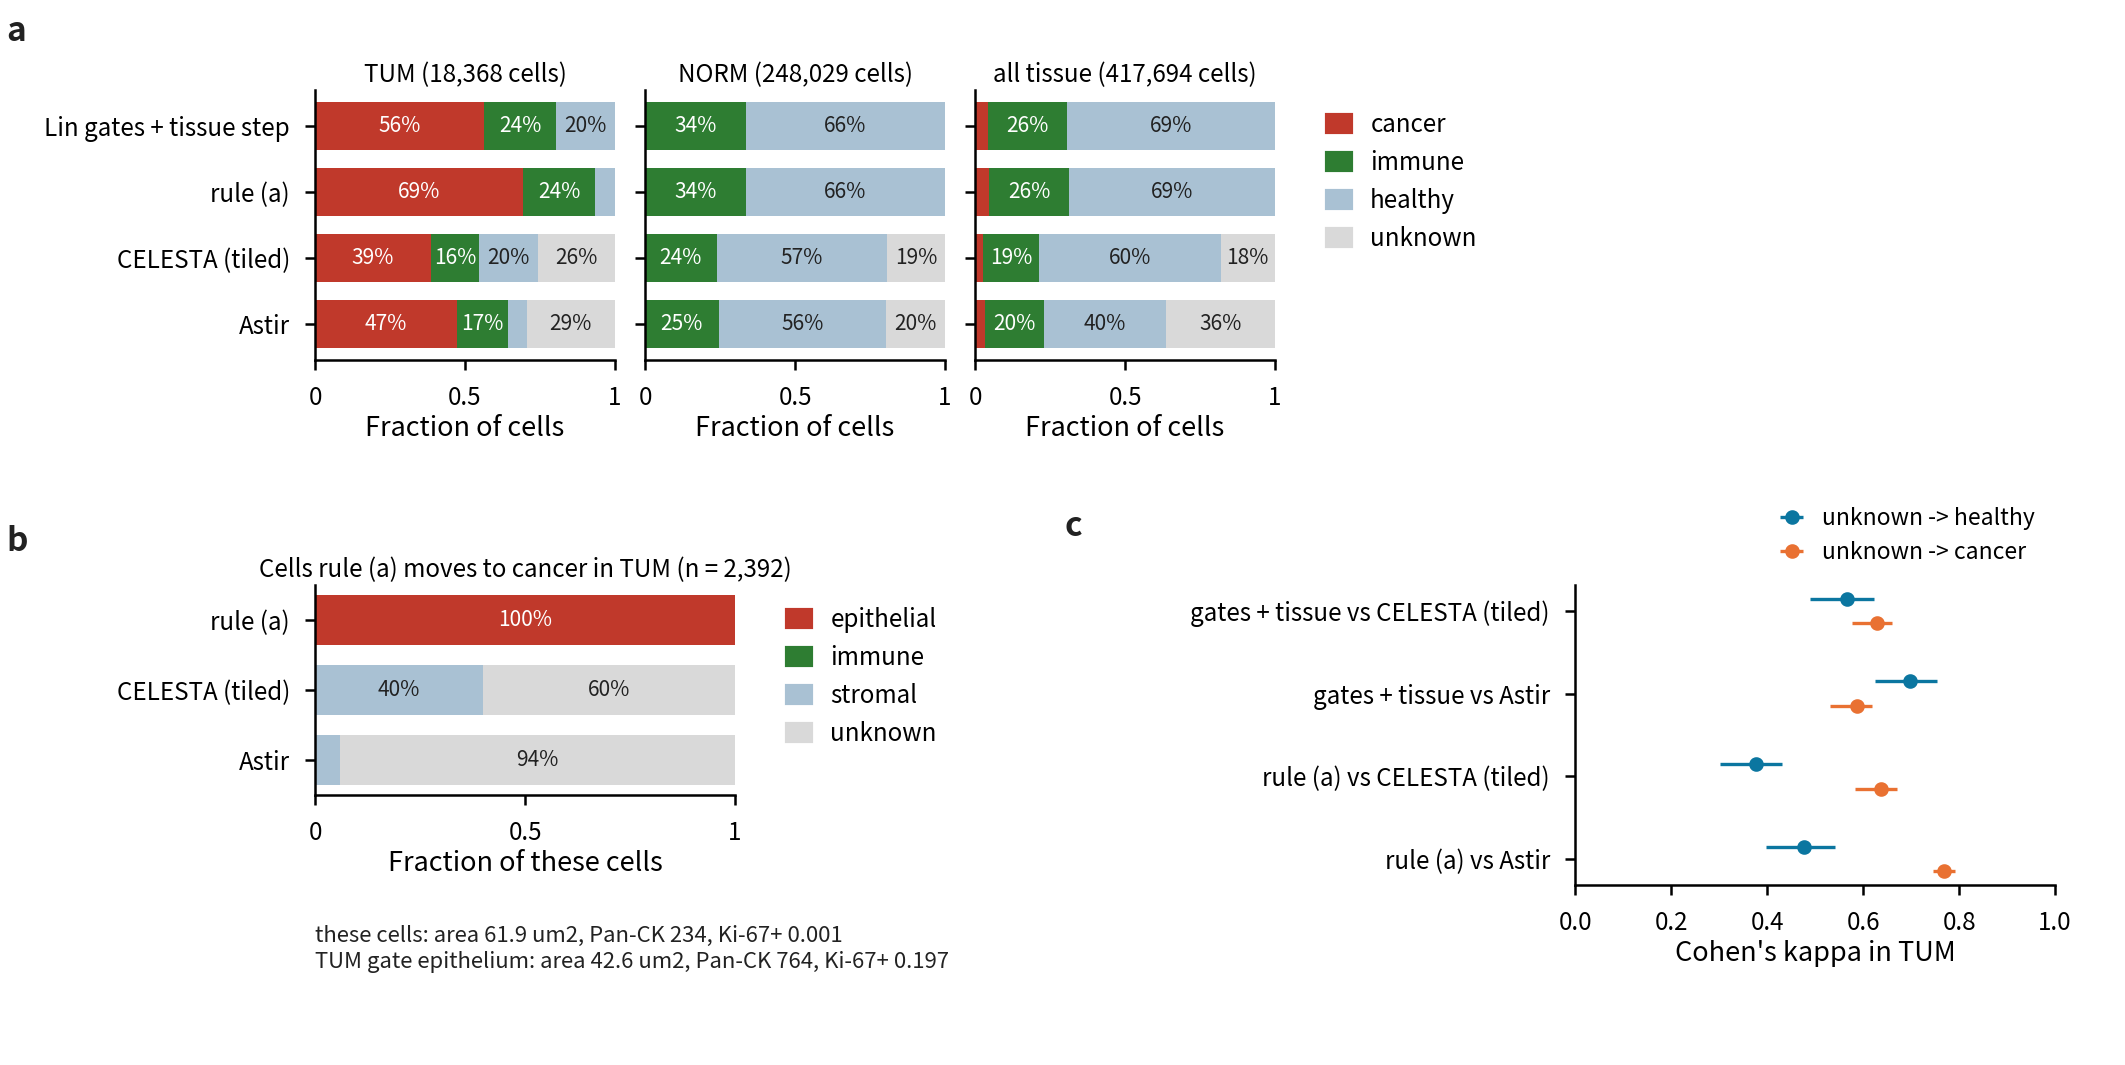 a
TUM (18,368 cells)
NORM (248,029 cells)
all tissue (417,694 cells)
Lin gates + tissue step
56% 24% 20%
34% 66%
26% 69%
rule (a)
69% 24%
34% 66%
26% 69%
CELESTA (tiled)
39% 16% 20% 26%
24% 57% 19%
19% 60% 18%
Astir
47% 17% 29%
25% 56% 20%
20% 40% 36%
0 0.5 1
0 0.5 1
0 0.5 1
Fraction of cells
Fraction of cells
Fraction of cells
cancer
immune
healthy
unknown
b
Cells rule (a) moves to cancer in TUM (n = 2,392)
rule (a)
100%
CELESTA (tiled)
40% 60%
Astir
94%
0 0.5 1
Fraction of these cells
epithelial
immune
stromal
unknown
these cells: area 61.9 um2, Pan-CK 234, Ki-67+ 0.001
TUM gate epithelium: area 42.6 um2, Pan-CK 764, Ki-67+ 0.197
c
unknown -> healthy
unknown -> cancer
gates + tissue vs CELESTA (tiled)
gates + tissue vs Astir
rule (a) vs CELESTA (tiled)
rule (a) vs Astir
0.0 0.2 0.4 0.6 0.8 1.0
Cohen's kappa in TUM